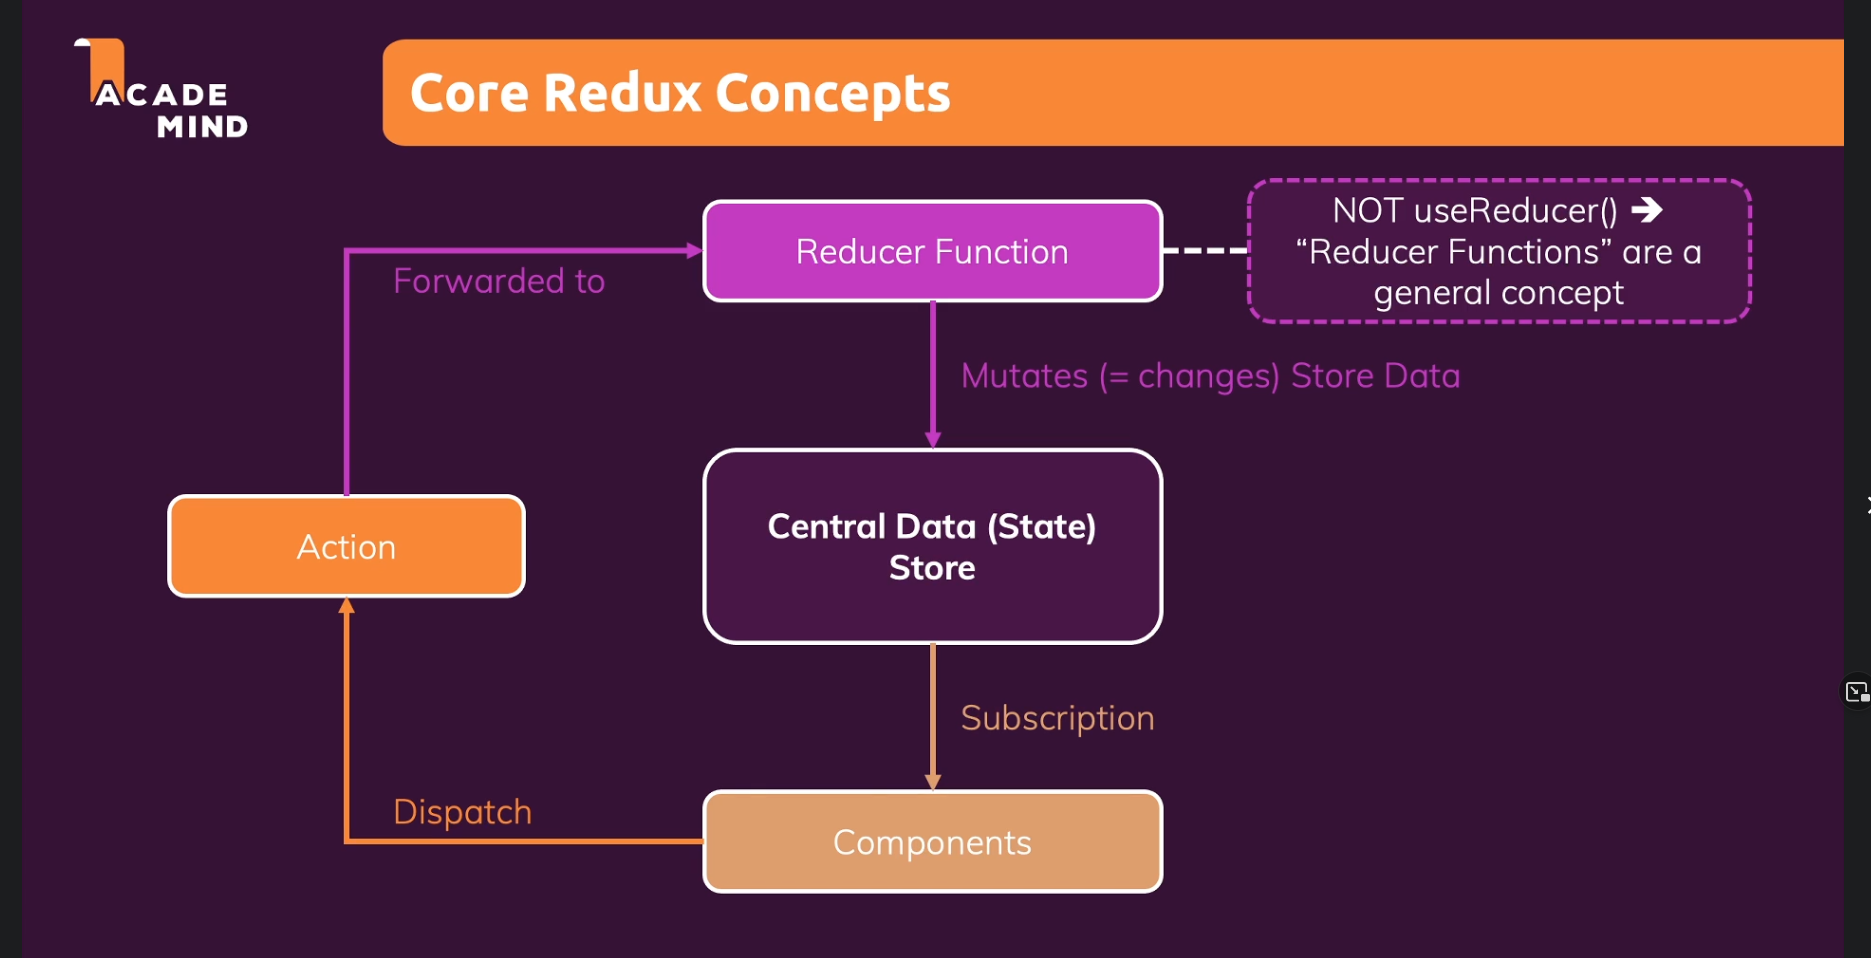 ACADE
MIND
Core Redux Concepts
Reducer Function
NOT useReducer() 🡺
“Reducer Functions” are a
general concept
Forwarded to
Mutates (= changes) Store Data
Action
Central Data (State)
Store
Subscription
Dispatch
Components